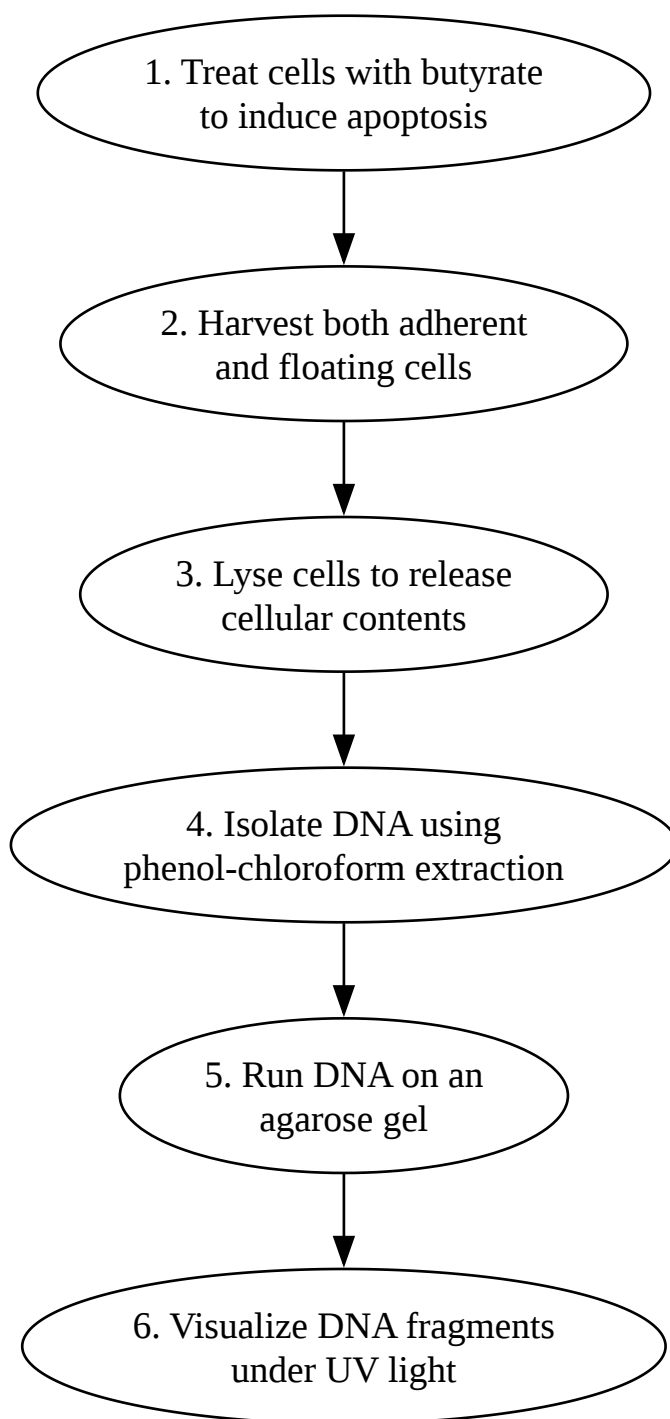 1. Treat cells with butyrate
to induce apoptosis
2. Harvest both adherent
and floating cells
3. Lyse cells to release
cellular contents
4. Isolate DNA using
phenol-chloroform extraction
5. Run DNA on an
agarose gel
6. Visualize DNA fragments
under UV light